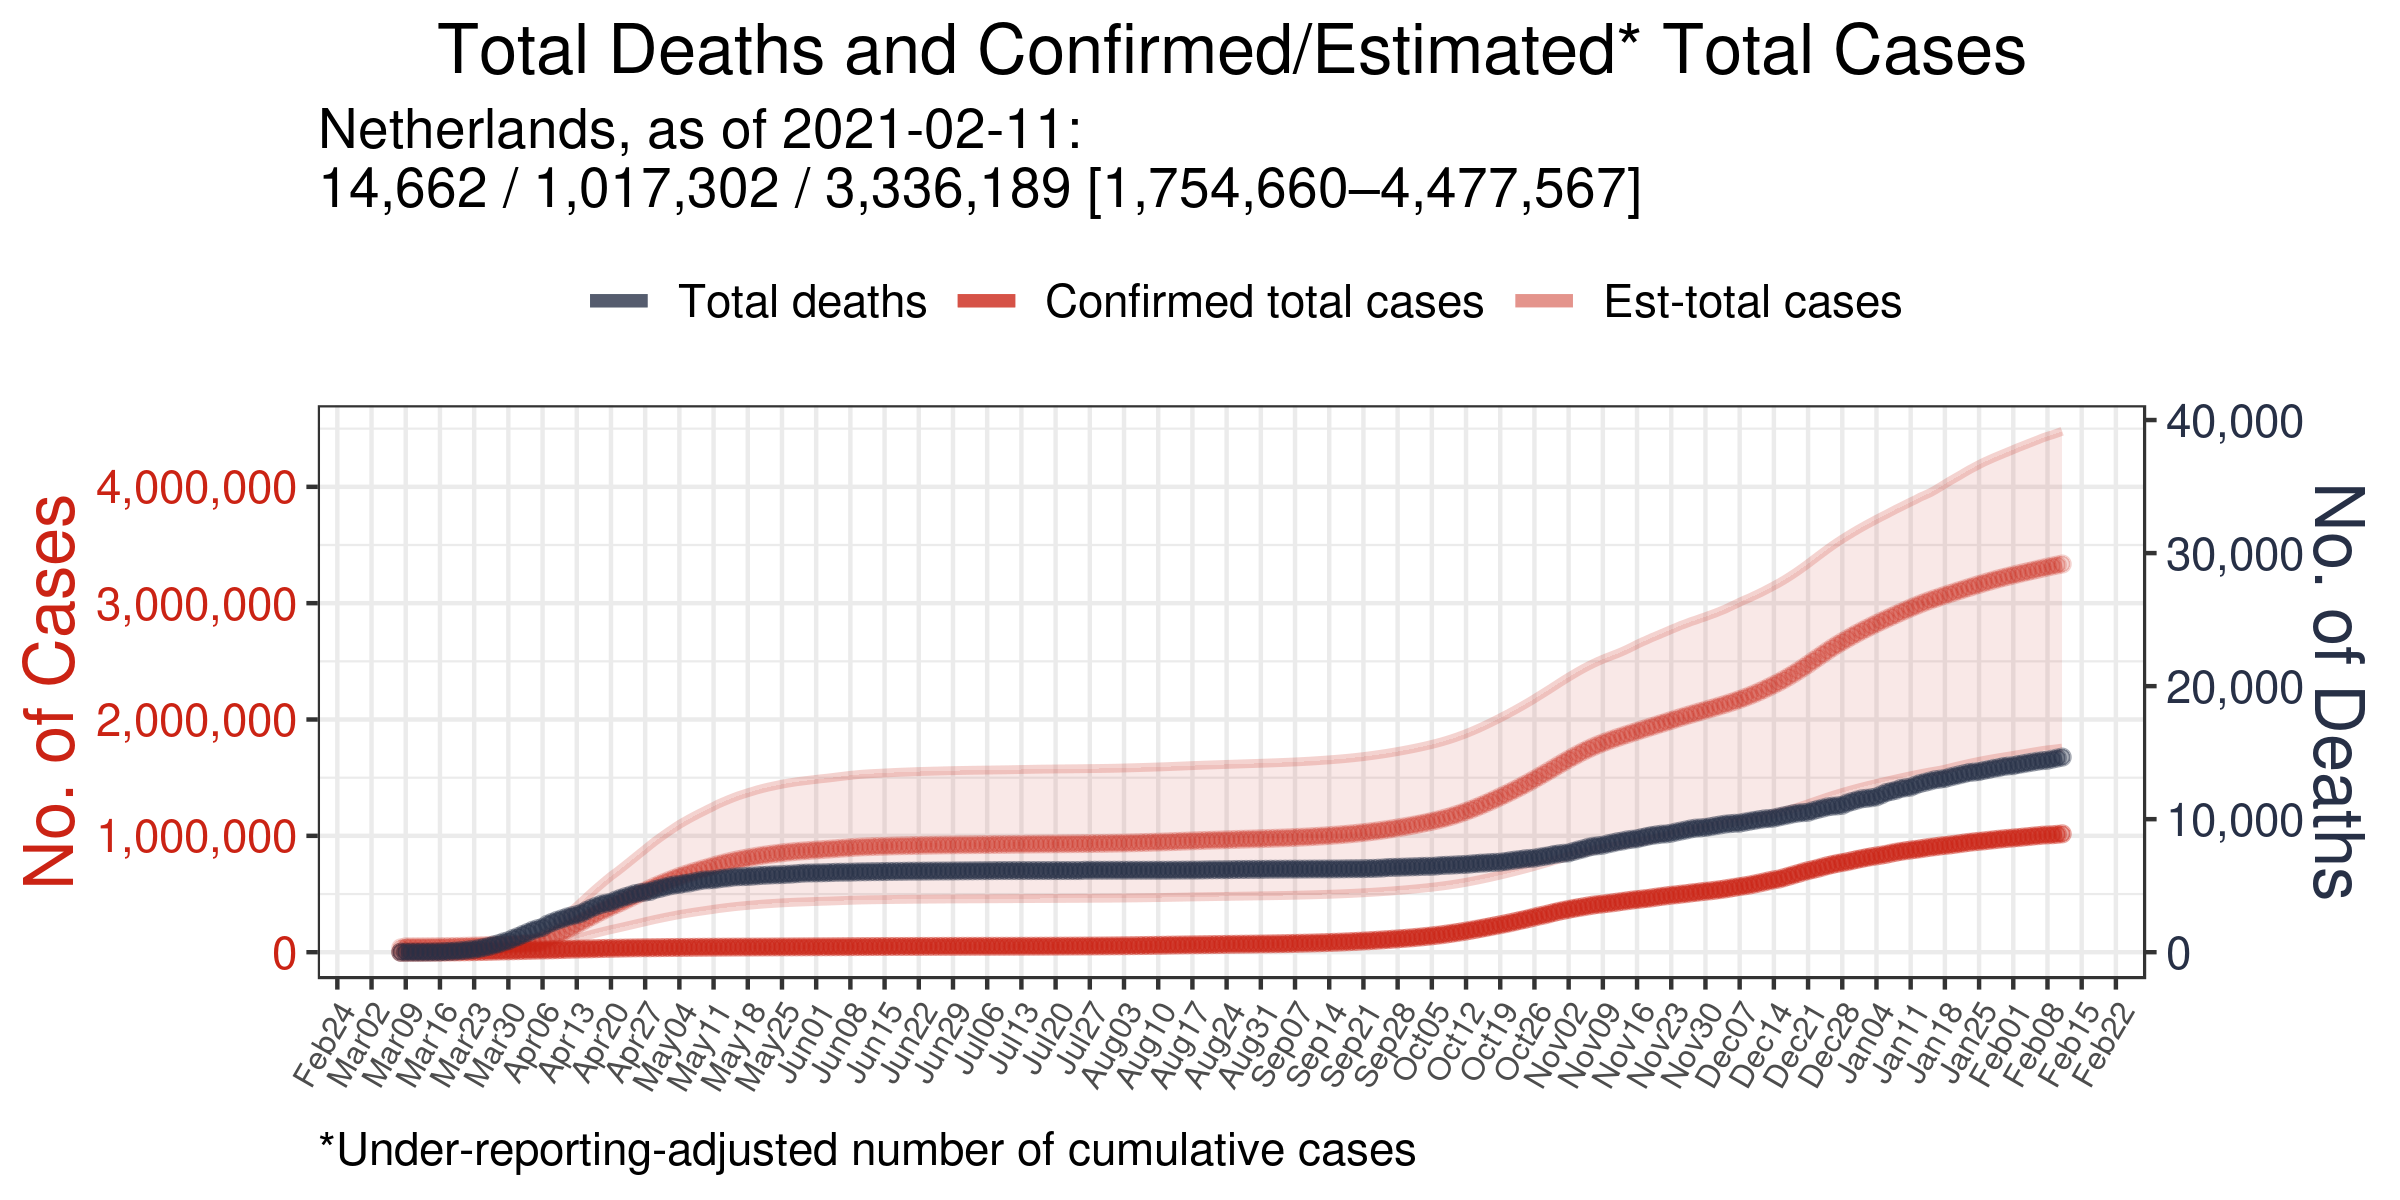 Total Deaths and Confirmed/Estimated* Total Cases
Netherlands, as of 2021-02-11:
14,662 / 1,017,302 / 3,336,189 [1,754,660–4,477,567]
Total deaths
Confirmed total cases
Est-total cases
No. of Cases
4,000,000
3,000,000
2,000,000
1,000,000
0
40,000
30,000
20,000
10,000
0
No. of Deaths
Feb24
Mar02
Mar09
Mar16
Mar23
Mar30
Apr06
Apr13
Apr20
Apr27
May04
May11
May18
May25
Jun01
Jun08
Jun15
Jun22
Jun29
Jul06
Jul13
Jul20
Jul27
Aug03
Aug10
Aug17
Aug24
Aug31
Sep07
Sep14
Sep21
Sep28
Oct05
Oct12
Oct19
Oct26
Nov02
Nov09
Nov16
Nov23
Nov30
Dec07
Dec14
Dec21
Dec28
Jan04
Jan11
Jan18
Jan25
Feb01
Feb08
Feb15
Feb22
*Under-reporting-adjusted number of cumulative cases